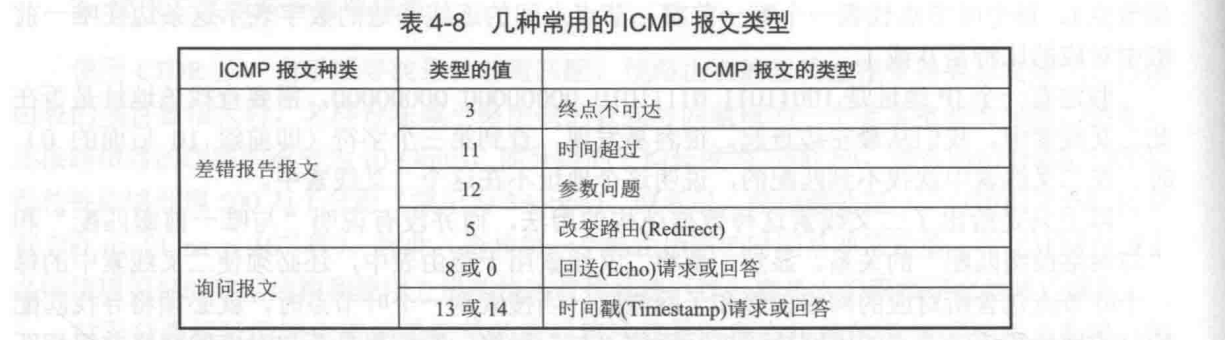 表 4-8 几种常用的 ICMP 报文类型
ICMP 报文种类 类型的值 ICMP 报文的类型
差错报告报文
3 终点不可达
11 时间超过
12 参数问题
5 改变路由(Redirect)
询问报文
8 或 0 回送(Echo)请求或回答
13 或 14 时间戳(Timestamp)请求或回答